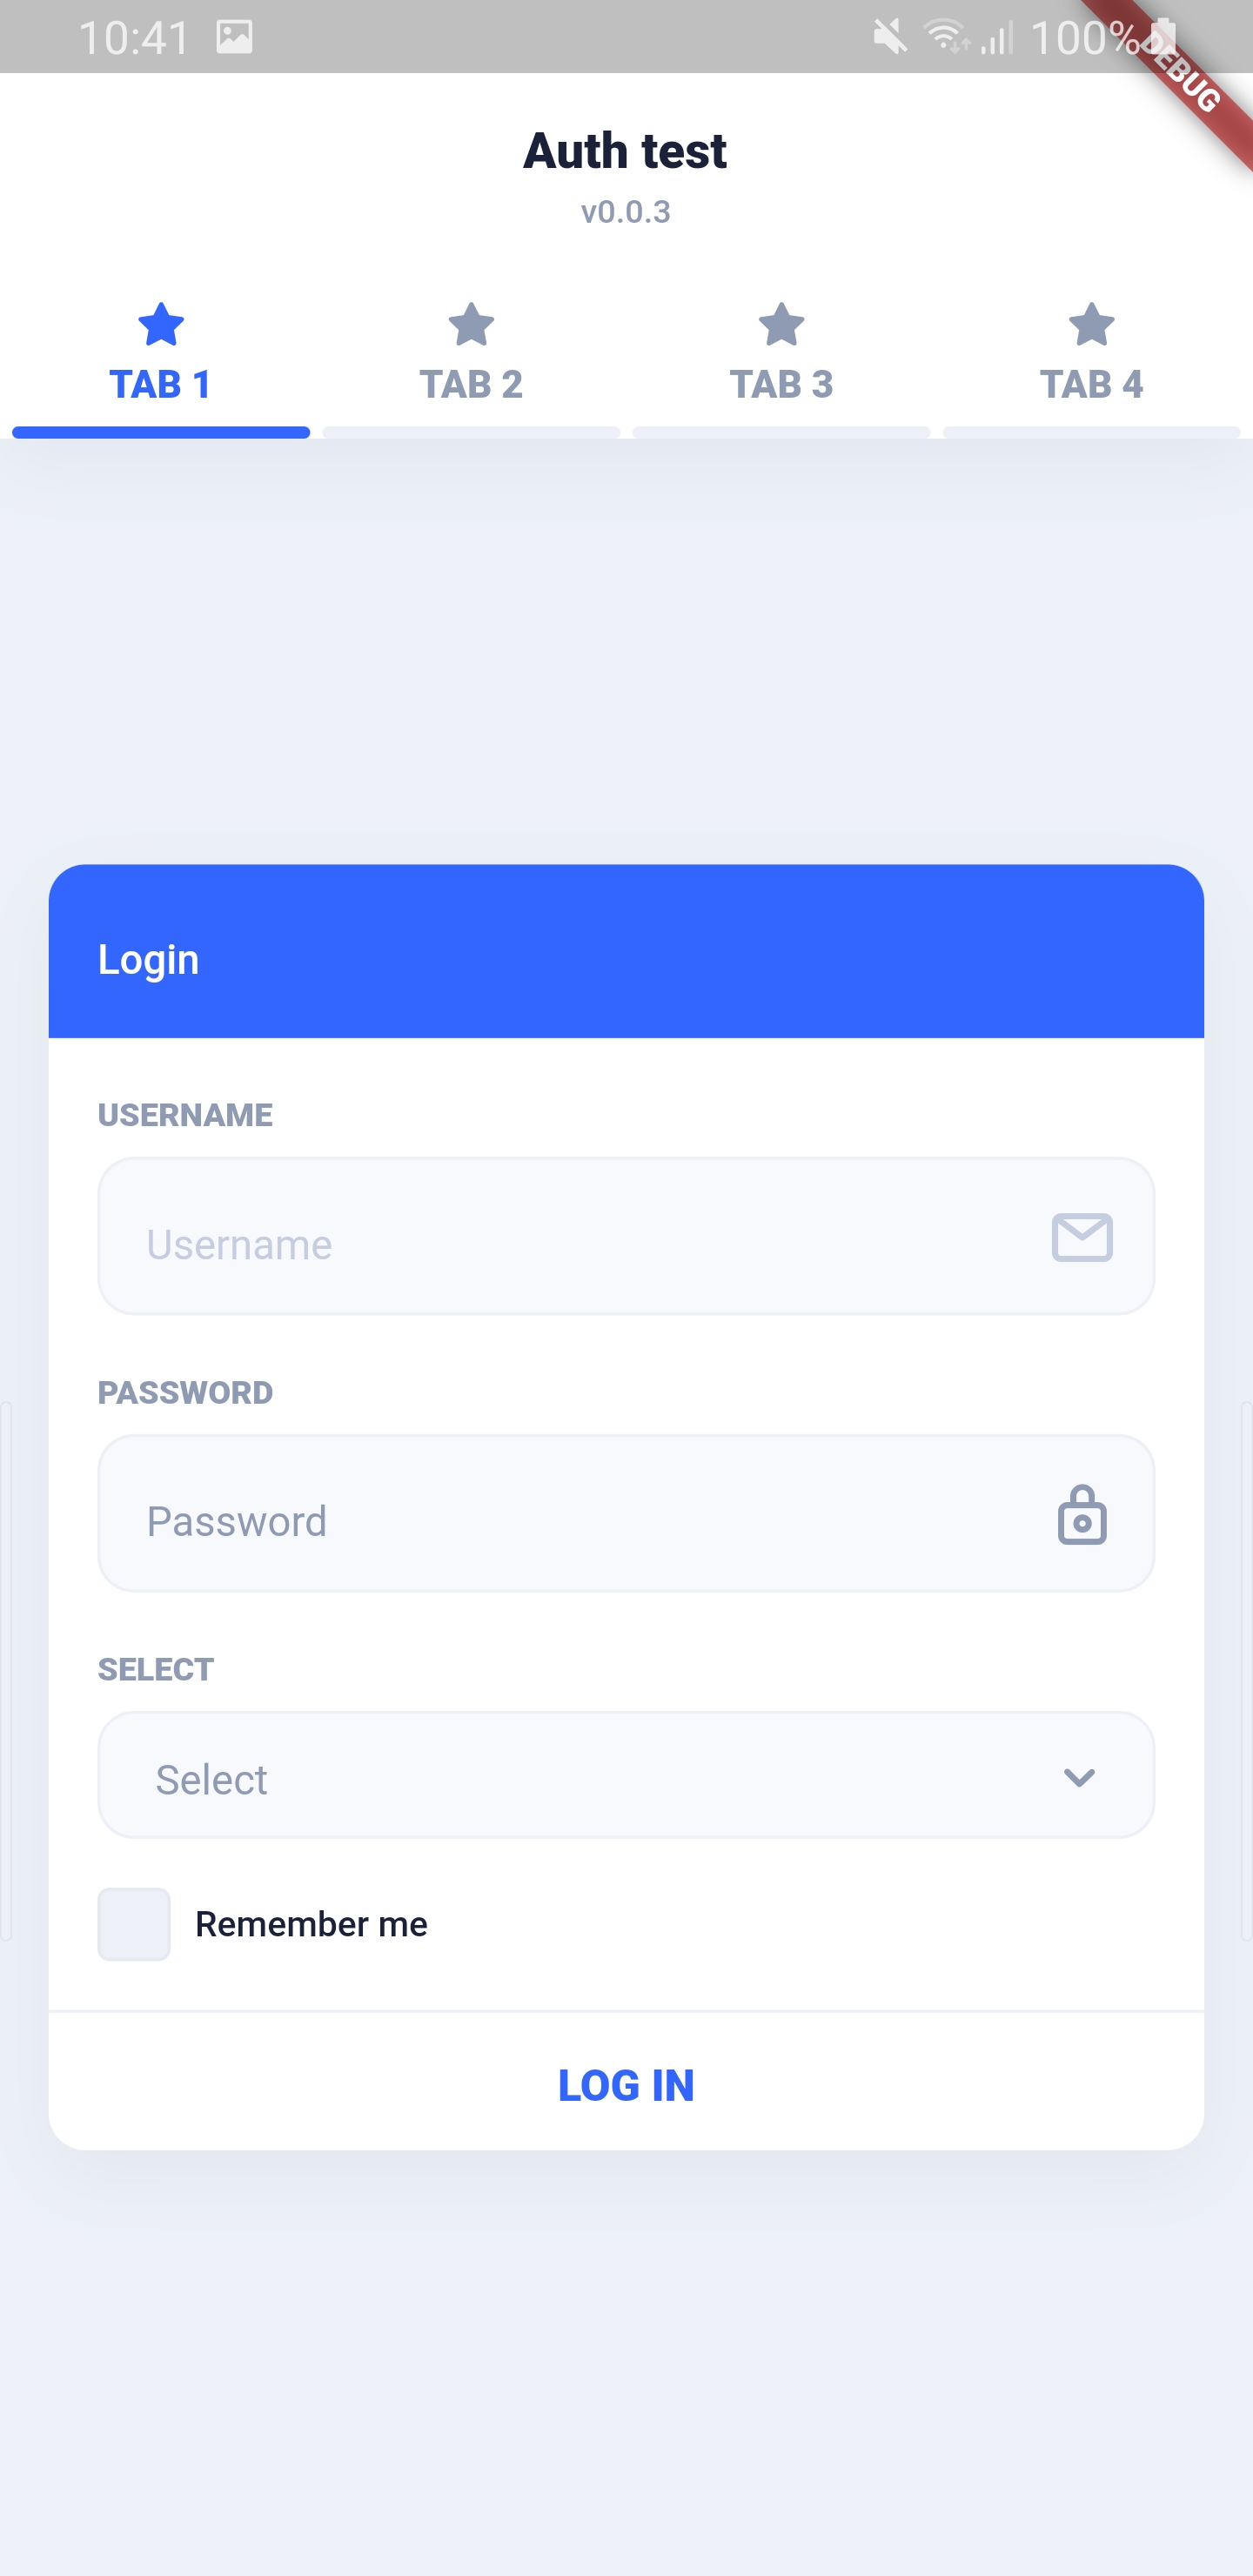 10:41 100%
DEBUG
Auth test
v0.0.3
TAB 1 TAB 2 TAB 3 TAB 4
Login
USERNAME
Username
PASSWORD
Password
SELECT
Select
Remember me
LOG IN